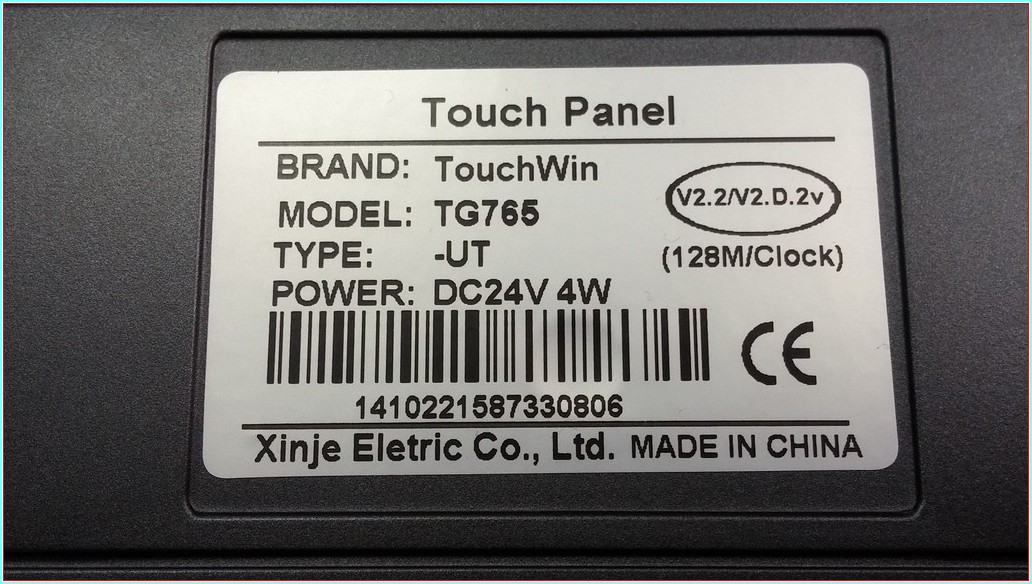 Touch Panel
BRAND: TouchWin
V2.2/V2.D.2v
MODEL: TG765
TYPE: -UT
(128M/Clock)
POWER: DC24V 4W
CE
1410221587330806
Xinje Eletric Co., Ltd. MADE IN CHINA